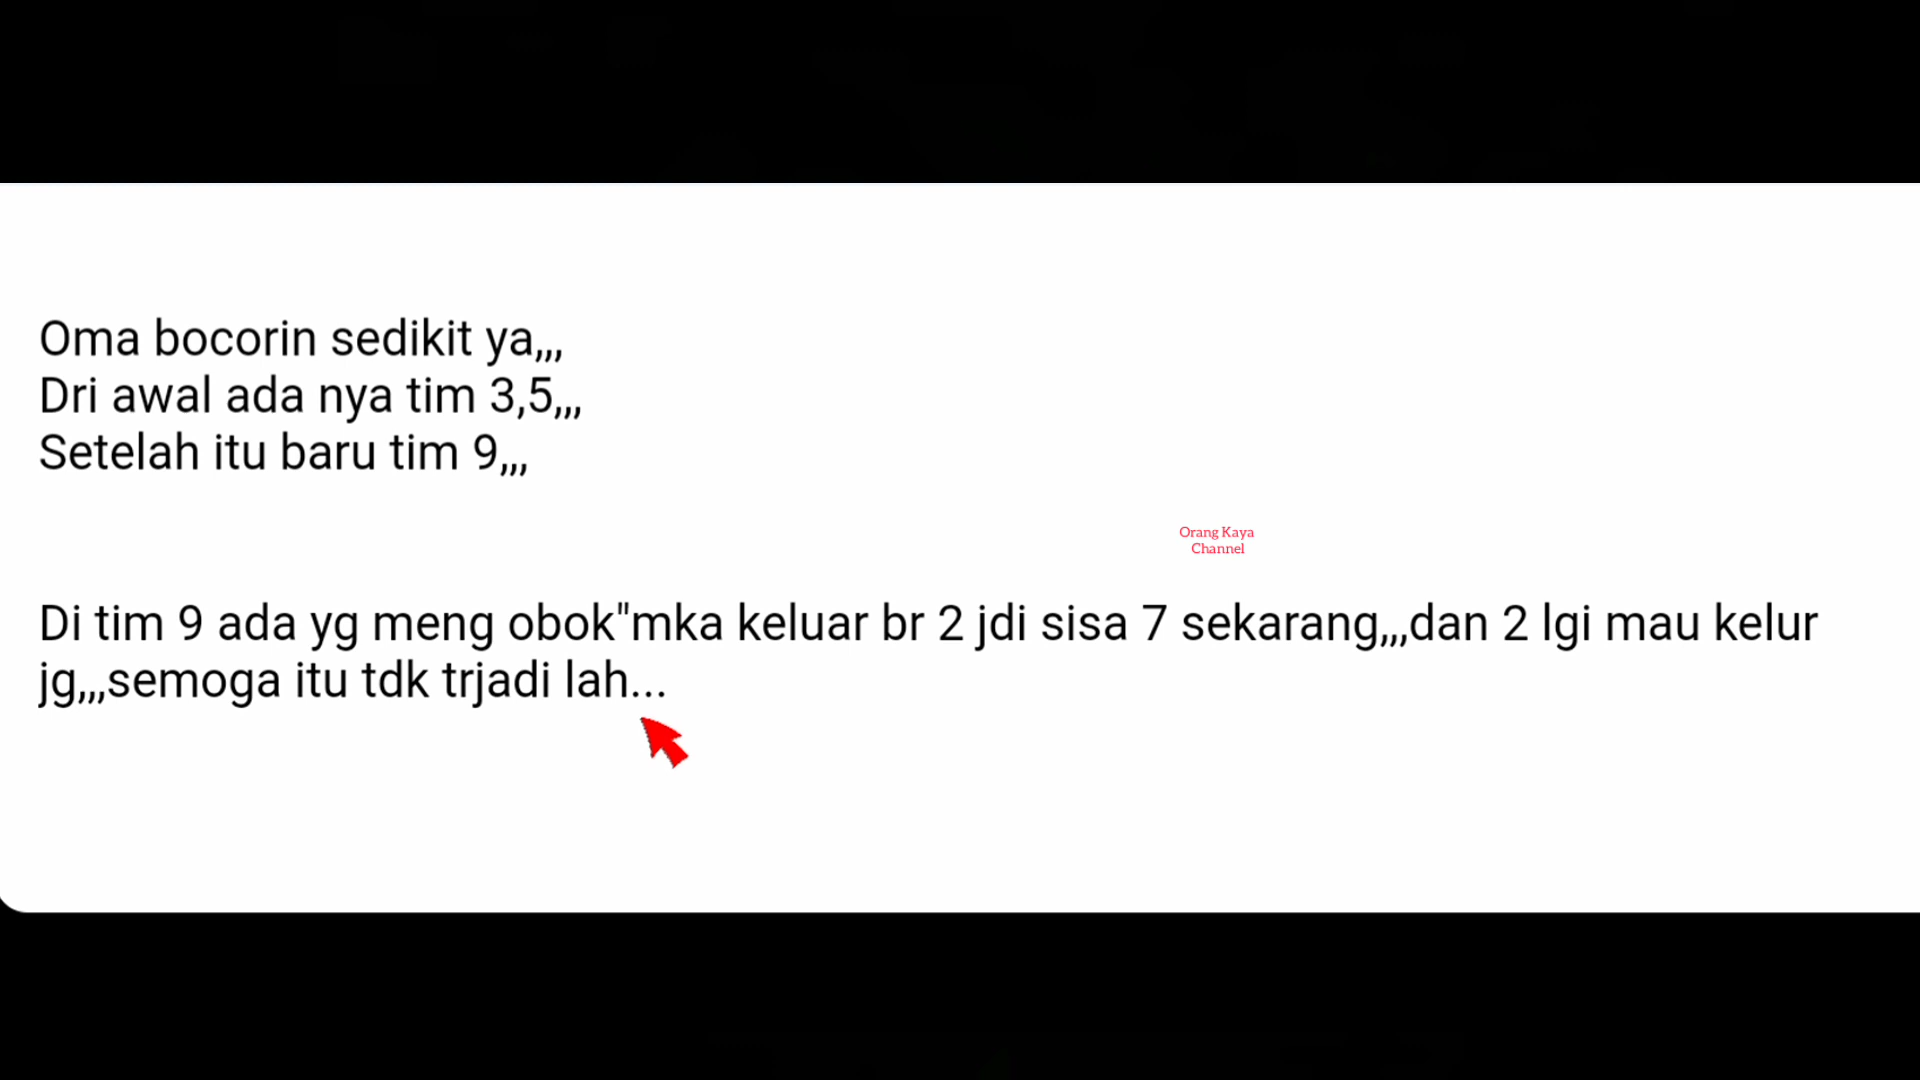 Oma bocorin sedikit ya,,,
Dri awal ada nya tim 3,5,,,
Setelah itu baru tim 9,,,
Orang Kaya
Channel
Di tim 9 ada yg meng obok"mka keluar br 2 jdi sisa 7 sekarang,,,dan 2 lgi mau kelur
jg,,,semoga itu tdk trjadi lah...